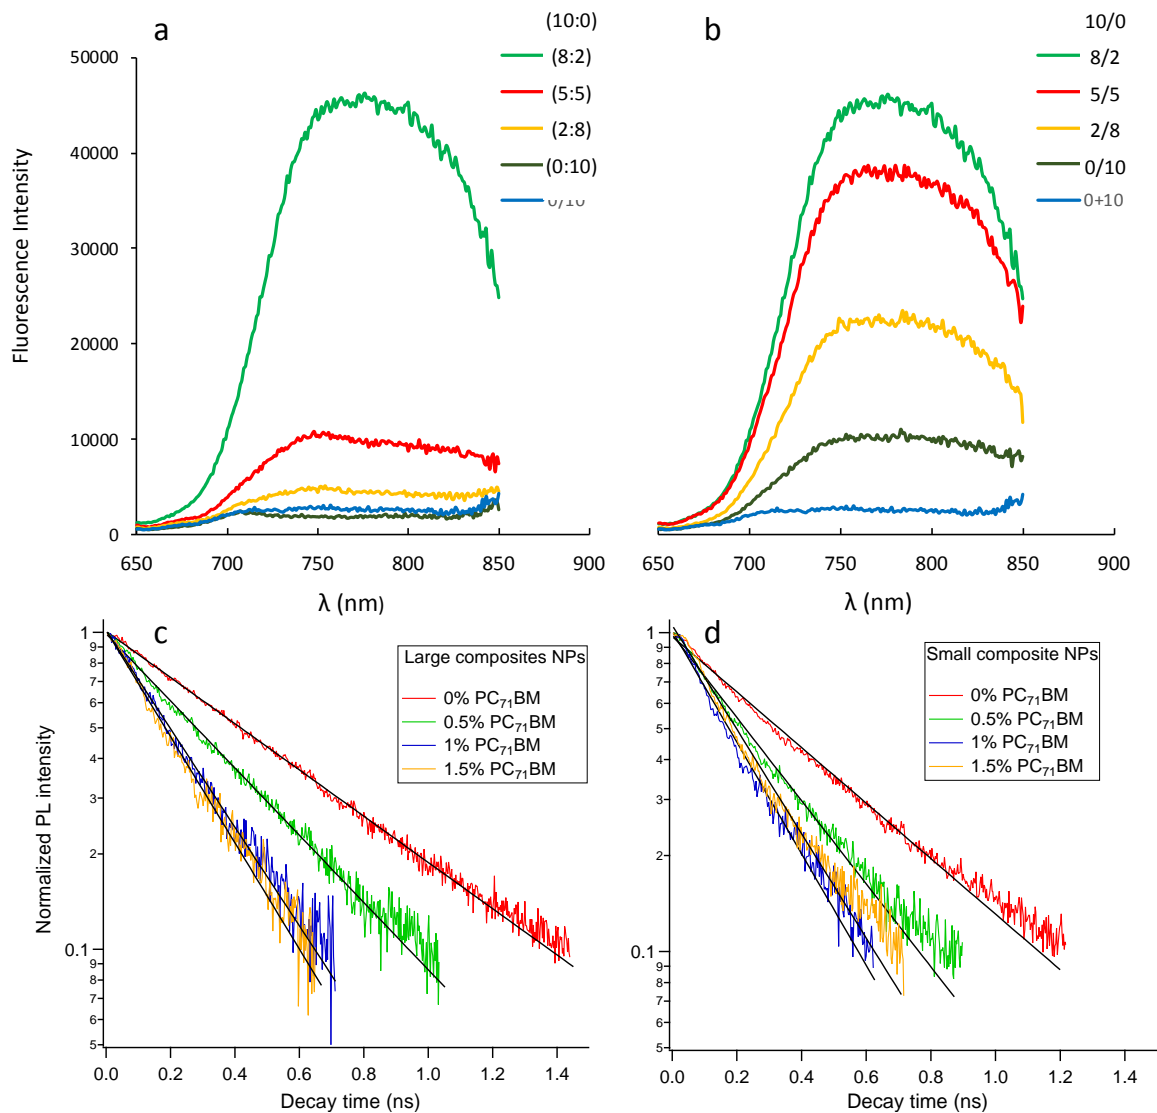 a
(10:0)
(8:2)
(5:5)
(2:8)
(0:10)
0/10
50000
40000
30000
20000
10000
0
Fluorescence Intensity
650 700 750 800 850 900
λ (nm)
b
10/0
8/2
5/5
2/8
0/10
0+10
650 700 750 800 850 900
λ (nm)
c
Large composites NPs
0% PC₇₁BM
0.5% PC₇₁BM
1% PC₇₁BM
1.5% PC₇₁BM
1
9
8
7
6
5
4
3
2
0.1
9
8
7
6
5
Normalized PL intensity
0.0 0.2 0.4 0.6 0.8 1.0 1.2 1.4
Decay time (ns)
d
Small composite NPs
0% PC₇₁BM
0.5% PC₇₁BM
1% PC₇₁BM
1.5% PC₇₁BM
1
9
8
7
6
5
4
3
2
0.1
9
8
7
6
5
0.0 0.2 0.4 0.6 0.8 1.0 1.2 1.4
Decay time (ns)